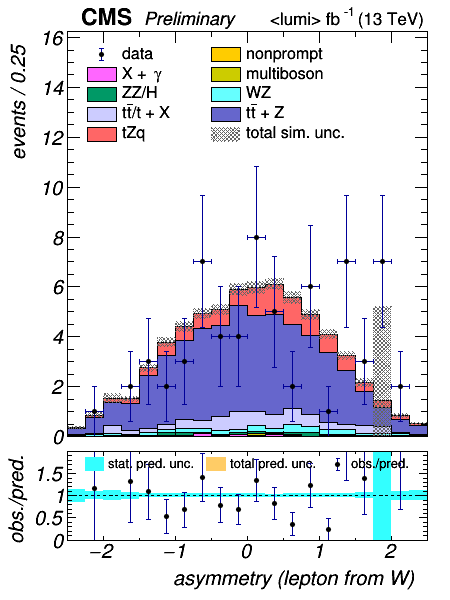 CMS Preliminary <lumi> fb⁻¹ (13 TeV)
events / 0.25
16
14
12
10
8
6
4
2
0
data
nonprompt
X + γ
multiboson
ZZ/H
WZ
tt̄/t + X
tt̄ + Z
tZq
total sim. unc.
obs./pred.
1.5
1
0.5
0
stat. pred. unc.
total pred. unc.
obs./pred.
−2 −1 0 1 2
asymmetry (lepton from W)